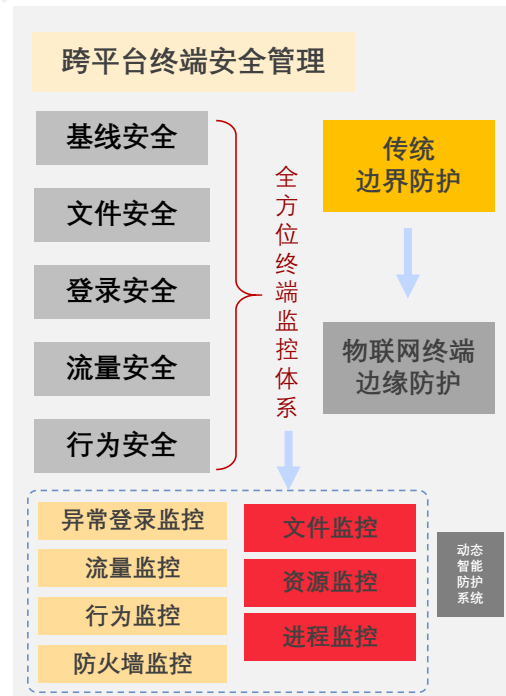 跨平台终端安全管理
基线安全
文件安全
登录安全
流量安全
行为安全
全方位终端监控体系
传统
边界防护
物联网终端
边缘防护
异常登录监控
流量监控
行为监控
防火墙监控
文件监控
资源监控
进程监控
动态
智能
防护
系统